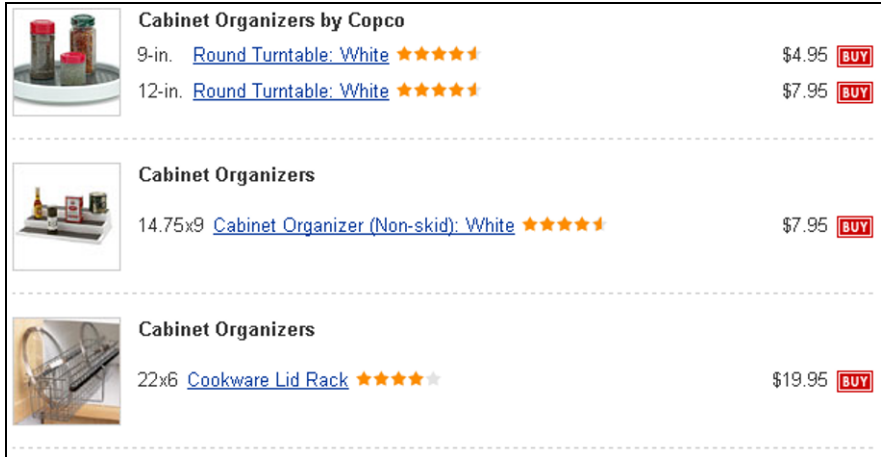 Cabinet Organizers by Copco
9-in. Round Turntable: White $4.95 BUY
12-in. Round Turntable: White $7.95 BUY
Cabinet Organizers
14.75x9 Cabinet Organizer (Non-skid): White $7.95 BUY
Cabinet Organizers
22x6 Cookware Lid Rack $19.95 BUY